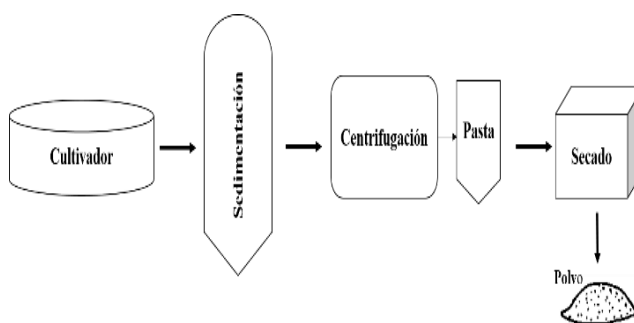 Cultivador
Sedimentación
Centrifugación
Pasta
Secado
Polvo